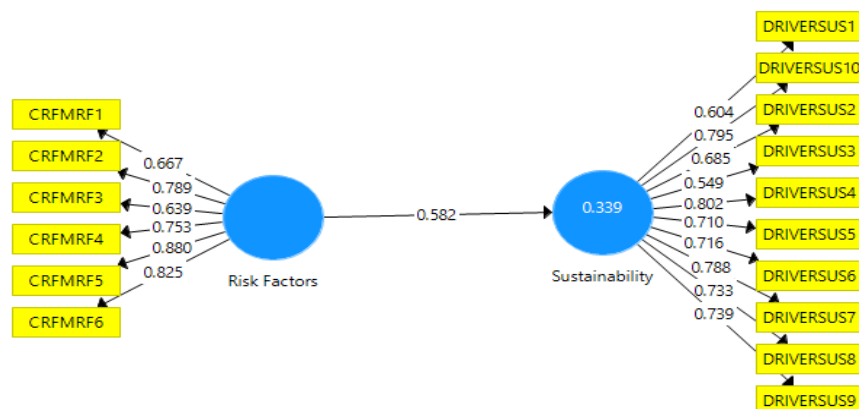 CRFMRF1
CRFMRF2
CRFMRF3
CRFMRF4
CRFMRF5
CRFMRF6
0.667
0.789
0.639
0.753
0.880
0.825
Risk Factors
0.582
0.339
Sustainability
0.604
0.795
0.685
0.549
0.802
0.710
0.716
0.788
0.733
0.739
DRIVERSUS1
DRIVERSUS10
DRIVERSUS2
DRIVERSUS3
DRIVERSUS4
DRIVERSUS5
DRIVERSUS6
DRIVERSUS7
DRIVERSUS8
DRIVERSUS9